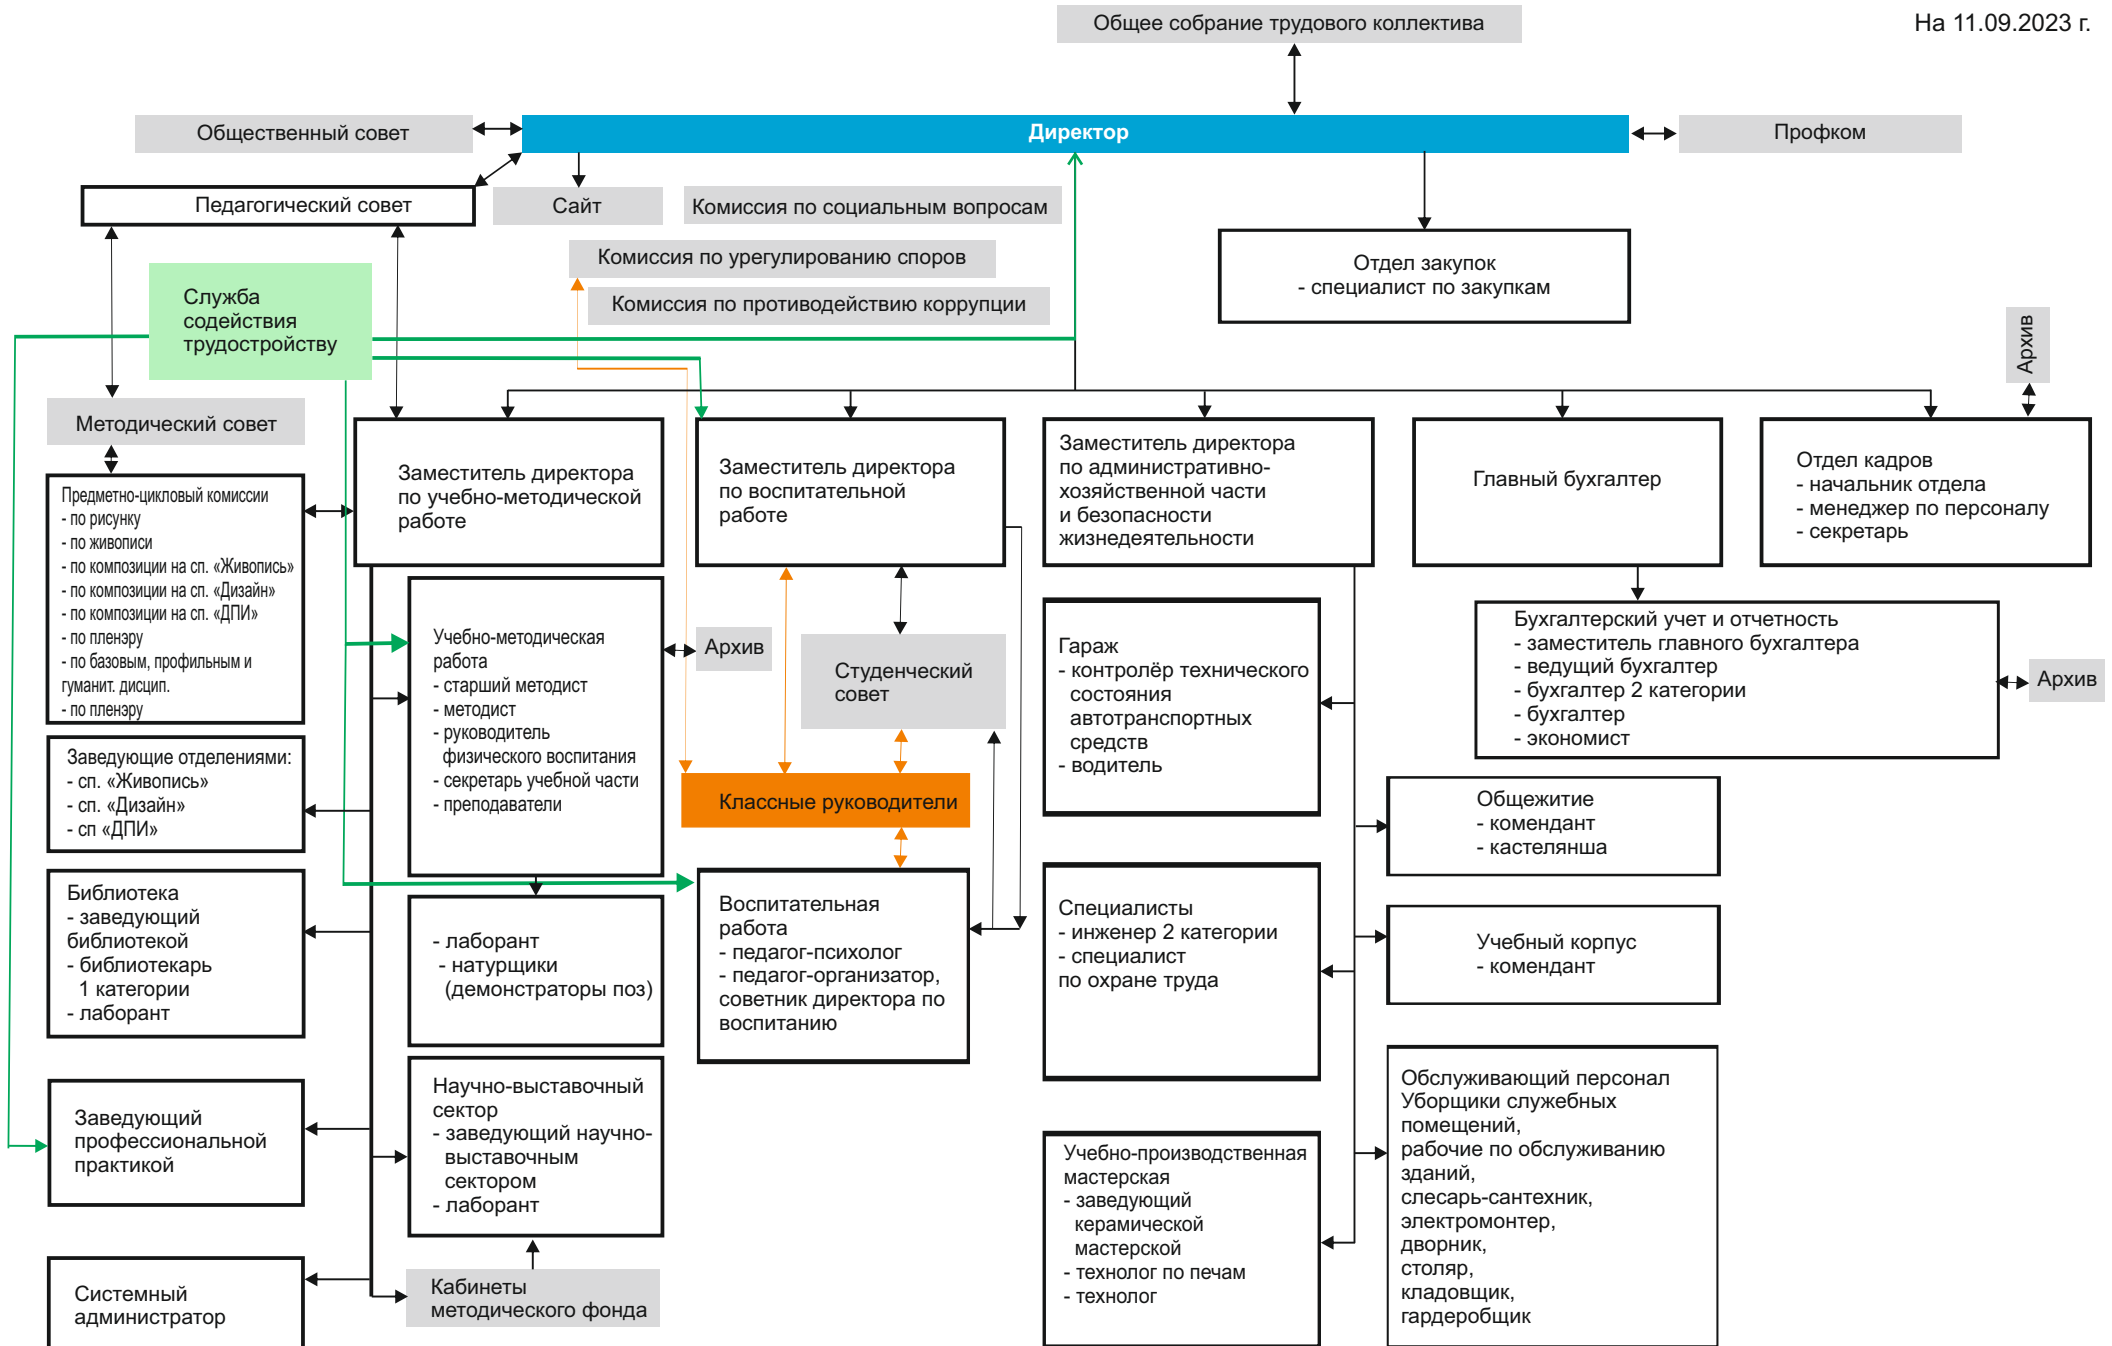 Общее собрание трудового коллектива
На 11.09.2023 г.
Общественный совет
Директор
Профком
Педагогический совет
Сайт
Комиссия по социальным вопросам
Комиссия по урегулированию споров
Комиссия по противодействию коррупции
Отдел закупок
- специалист по закупкам
Служба
содействия
трудостройству
Архив
Методический совет
Заместитель директора
по учебно-методической
работе
Заместитель директора
по воспитательной
работе
Заместитель директора
по административно-
хозяйственной части
и безопасности
жизнедеятельности
Главный бухгалтер
Отдел кадров
- начальник отдела
- менеджер по персоналу
- секретарь
Предметно-цикловый комиссии
- по рисунку
- по живописи
- по композиции на сп. «Живопись»
- по композиции на сп. «Дизайн»
- по композиции на сп. «ДПИ»
- по пленэру
- по базовым, профильным и
гуманит. дисцип.
- по пленэру
Учебно-методическая
работа
- старший методист
- методист
- руководитель
физического воспитания
- секретарь учебной части
- преподаватели
Архив
Студенческий
совет
Гараж
- контролёр технического
состояния
автотранспортных
средств
- водитель
Бухгалтерский учет и отчетность
- заместитель главного бухгалтера
- ведущий бухгалтер
- бухгалтер 2 категории
- бухгалтер
- экономист
Архив
Заведующие отделениями:
- сп. «Живопись»
- сп. «Дизайн»
- сп «ДПИ»
Классные руководители
Общежитие
- комендант
- кастелянша
Библиотека
- заведующий
библиотекой
- библиотекарь
1 категории
- лаборант
- лаборант
- натурщики
(демонстраторы поз)
Воспитательная
работа
- педагог-психолог
- педагог-организатор,
советник директора по
воспитанию
Специалисты
- инженер 2 категории
- специалист
по охране труда
Учебный корпус
- комендант
Заведующий
профессиональной
практикой
Научно-выставочный
сектор
- заведующий научно-
выставочным
сектором
- лаборант
Учебно-производственная
мастерская
- заведующий
керамической
мастерской
- технолог по печам
- технолог
Обслуживающий персонал
Уборщики служебных
помещений,
рабочие по обслуживанию
зданий,
слесарь-сантехник,
электромонтер,
дворник,
столяр,
кладовщик,
гардеробщик
Системный
администратор
Кабинеты
методического фонда